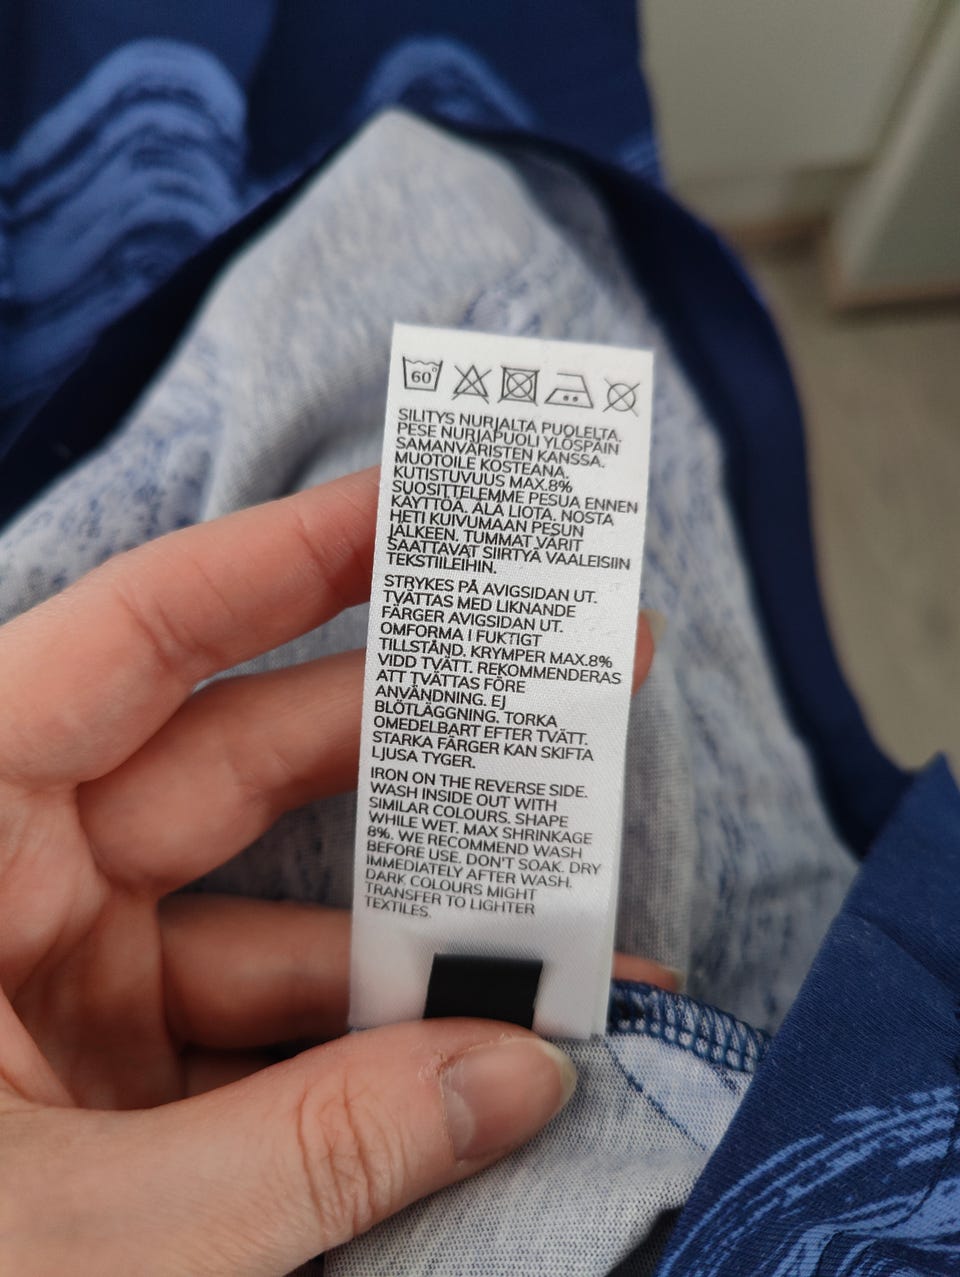 60°
SILITYS NURJALTA PUOLELTA.
PESE NURJAPUOLI YLÖSPÄIN
SAMANVÄRISTEN KANSSA.
MUOTOILE KOSTEANA.
KUTISTUVUUS MAX.8%
SUOSITTELEMME PESUA ENNEN
KÄYTTÖÄ. ÄLÄ LIOTA. NOSTA
HETI KUIVUMAAN PESUN
JÄLKEEN. TUMMAT VÄRIT
SAATTAVAT SIIRTYÄ VAALEISIIN
TEKSTIILEIHIN.
STRYKES PÅ AVIGSIDAN UT.
TVÄTTAS MED LIKNANDE
FÄRGER AVIGSIDAN UT.
OMFORMA I FUKTIGT
TILLSTÅND. KRYMPER MAX.8%
VIDD TVÄTT. REKOMMENDERAS
ATT TVÄTTAS FÖRE
ANVÄNDNING. EJ
BLÖTLÄGGNING. TORKA
OMEDELBART EFTER TVÄTT.
STARKA FÄRGER KAN SKIFTA
LJUSA TYGER.
IRON ON THE REVERSE SIDE.
WASH INSIDE OUT WITH
SIMILAR COLOURS. SHAPE
WHILE WET. MAX SHRINKAGE
8%. WE RECOMMEND WASH
BEFORE USE. DON'T SOAK. DRY
IMMEDIATELY AFTER WASH.
DARK COLOURS MIGHT
TRANSFER TO LIGHTER
TEXTILES.